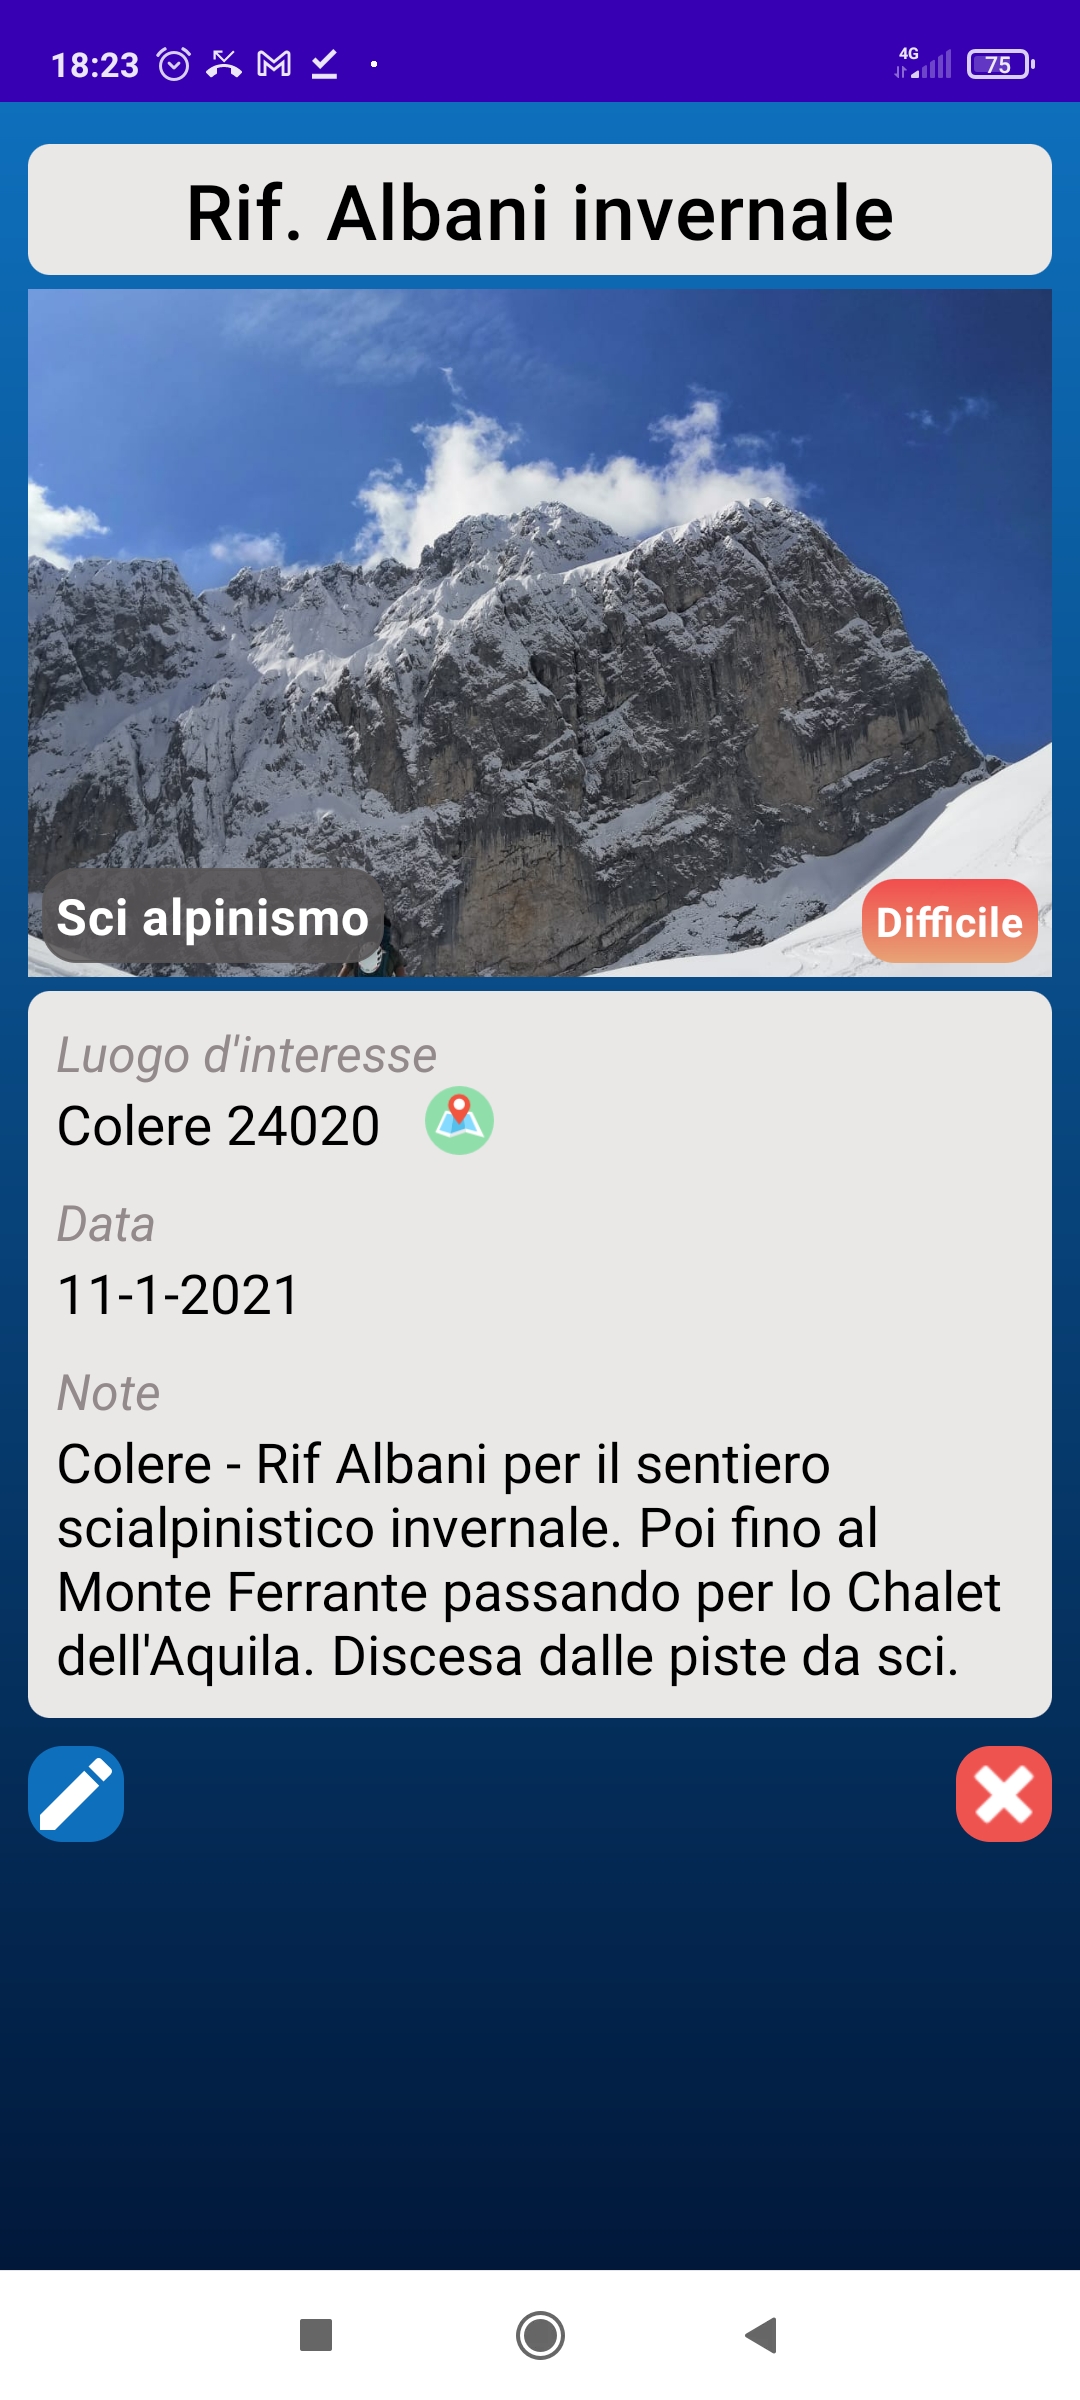 18:23
4G
75
Rif. Albani invernale
Sci alpinismo
Difficile
Luogo d'interesse
Colere 24020
Data
11-1-2021
Note
Colere - Rif Albani per il sentiero
scialpinistico invernale. Poi fino al
Monte Ferrante passando per lo Chalet
dell'Aquila. Discesa dalle piste da sci.